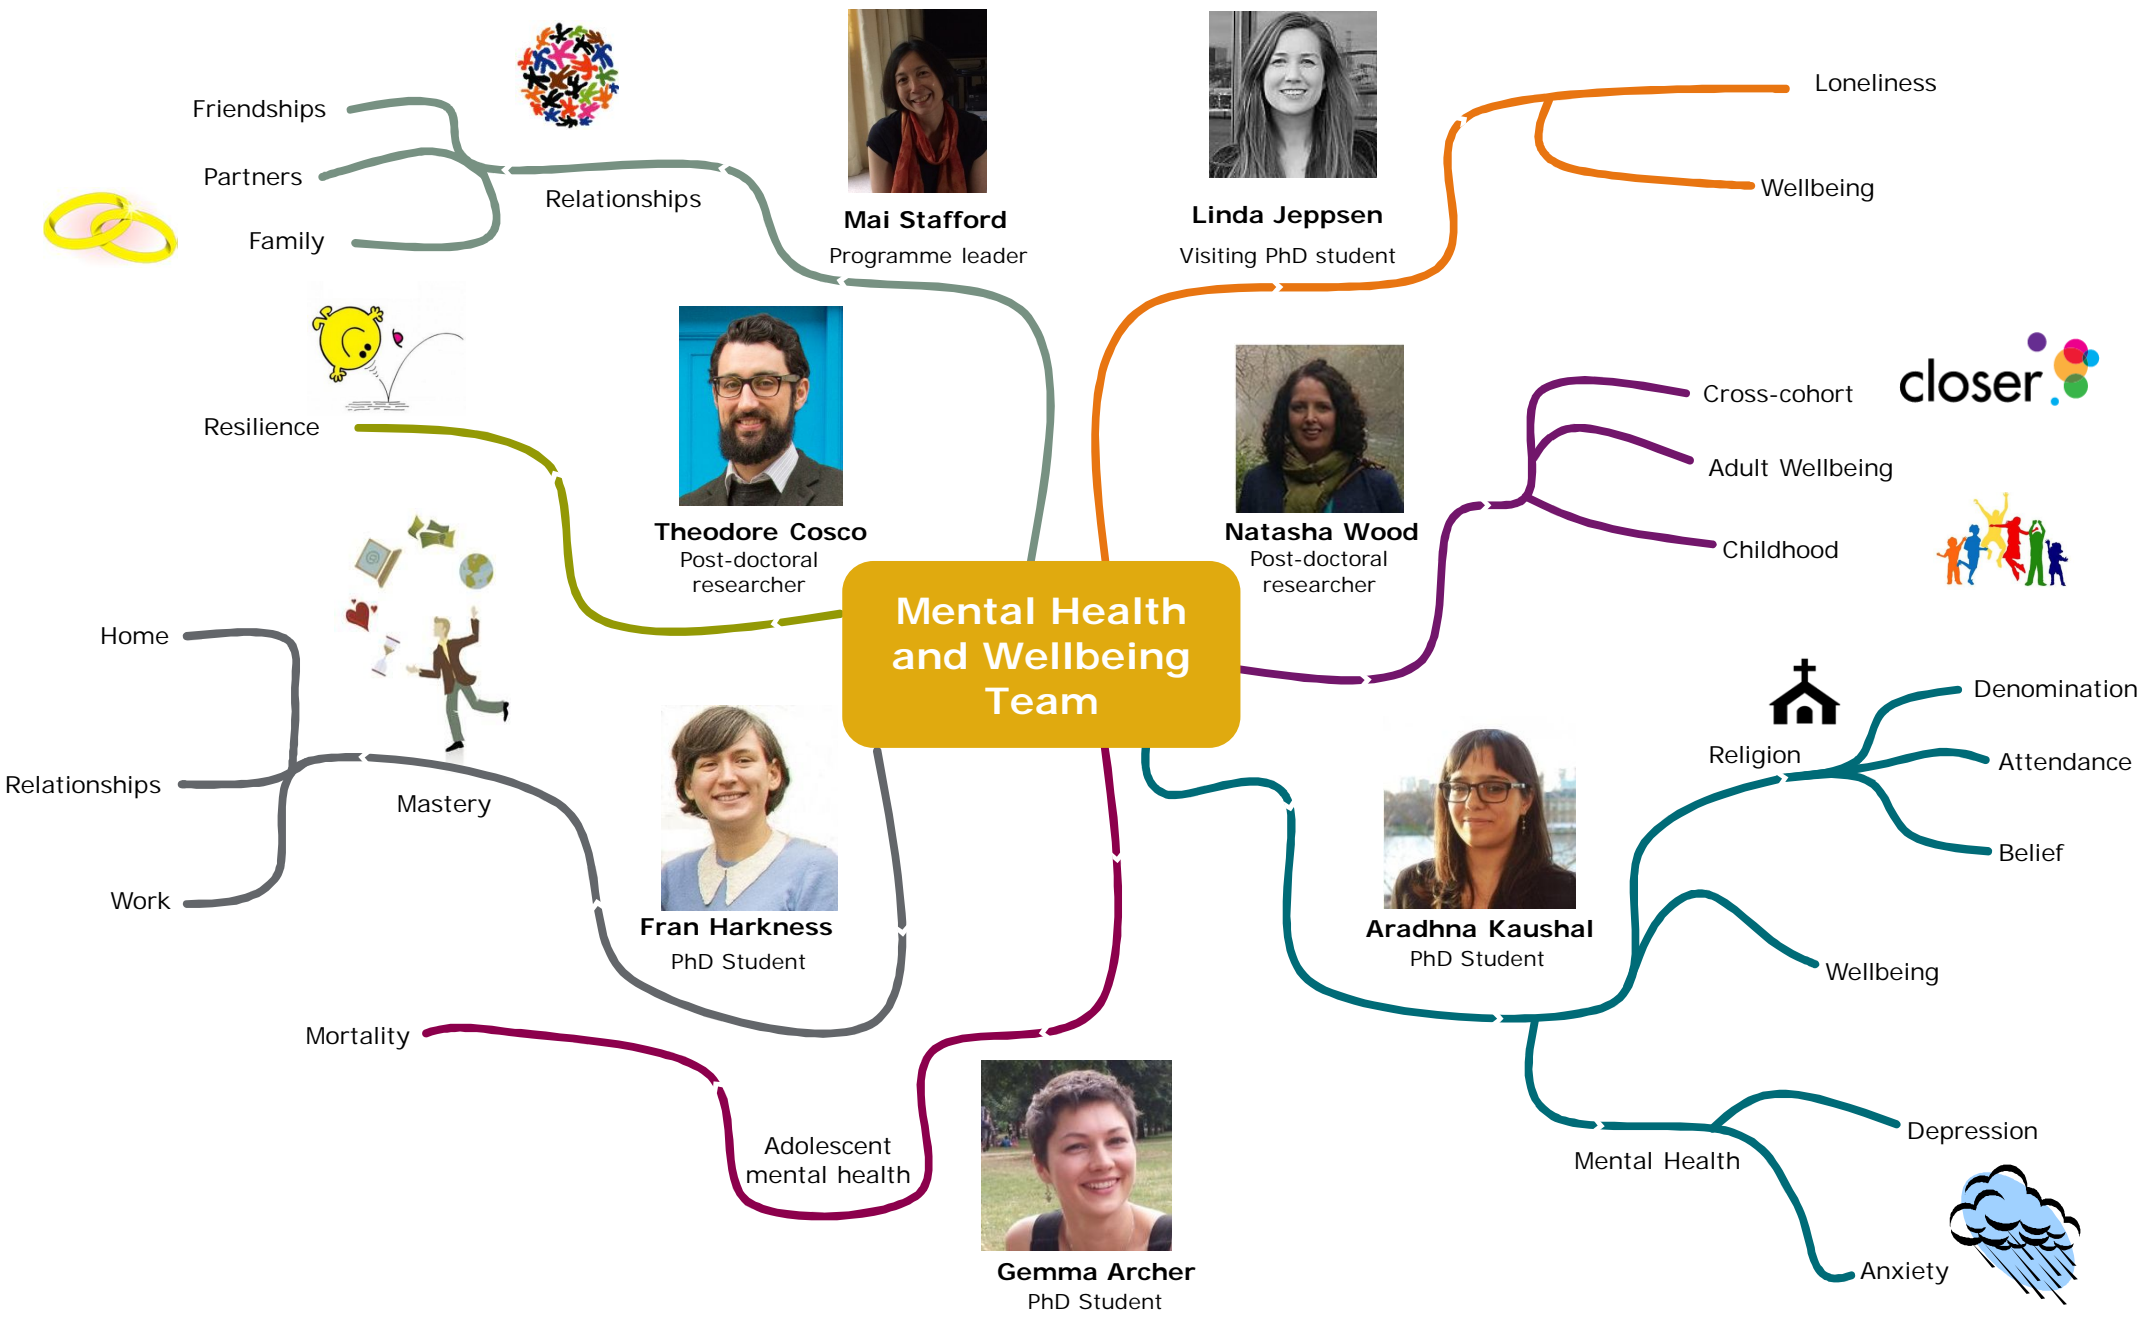 Mental Health
and Wellbeing
Team
Mai Stafford
Programme leader
Relationships
Friendships
Partners
Family
Linda Jeppsen
Visiting PhD student
Loneliness
Wellbeing
Theodore Cosco
Post-doctoral
researcher
Resilience
Natasha Wood
Post-doctoral
researcher
Cross-cohort
closer
Adult Wellbeing
Childhood
Fran Harkness
PhD Student
Mastery
Home
Relationships
Work
Aradhna Kaushal
PhD Student
Religion
Denomination
Attendance
Belief
Wellbeing
Mental Health
Depression
Anxiety
Gemma Archer
PhD Student
Adolescent
mental health
Mortality